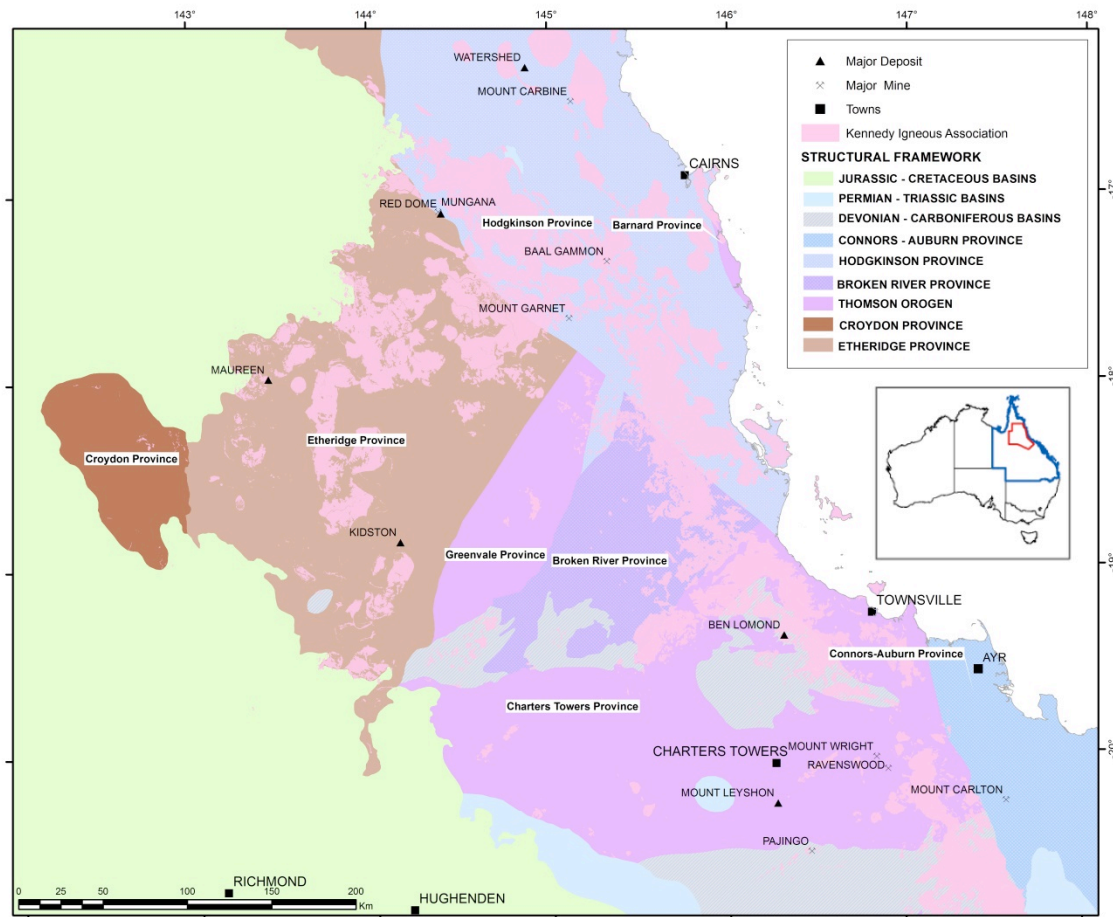 143°
144°
145°
146°
147°
148°
WATERSHED
MOUNT CARBINE
CAIRNS
RED DOME
MUNGANA
Hodgkinson Province
Barnard Province
BAAL GAMMON
MOUNT GARNET
MAUREEN
Etheridge Province
Croydon Province
KIDSTON
Greenvale Province
Broken River Province
TOWNSVILLE
BEN LOMOND
Connors-Auburn Province
AYR
Charters Towers Province
CHARTERS TOWERS
MOUNT WRIGHT
RAVENSWOOD
MOUNT LEYSHON
MOUNT CARLTON
PAJINGO
RICHMOND
HUGHENDEN
0 25 50 100 150 200
Km
Major Deposit
Major Mine
Towns
Kennedy Igneous Association
STRUCTURAL FRAMEWORK
JURASSIC - CRETACEOUS BASINS
PERMIAN - TRIASSIC BASINS
DEVONIAN - CARBONIFEROUS BASINS
CONNORS - AUBURN PROVINCE
HODGKINSON PROVINCE
BROKEN RIVER PROVINCE
THOMSON OROGEN
CROYDON PROVINCE
ETHERIDGE PROVINCE
-17°
-18°
-19°
-20°